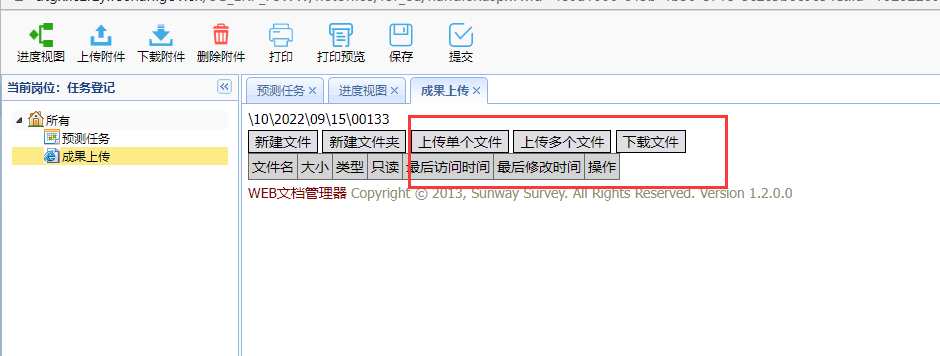 进度视图 上传附件 下载附件 删除附件 打印 打印预览 保存 提交
当前岗位：任务登记
所有
预测任务
成果上传
预测任务 进度视图 成果上传
\10\2022\09\15\00133
新建文件 新建文件夹 上传单个文件 上传多个文件 下载文件
文件名 大小 类型 只读 最后访问时间 最后修改时间 操作
WEB文档管理器 Copyright © 2013, Sunway Survey. All Rights Reserved. Version 1.2.0.0